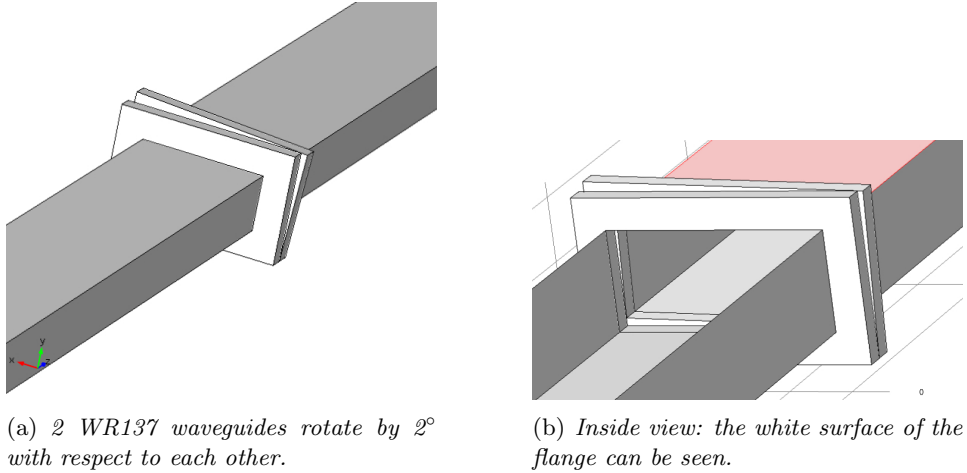 y
x
z
0
(a) 2 WR137 waveguides rotate by 2°
with respect to each other.
(b) Inside view: the white surface of the
flange can be seen.